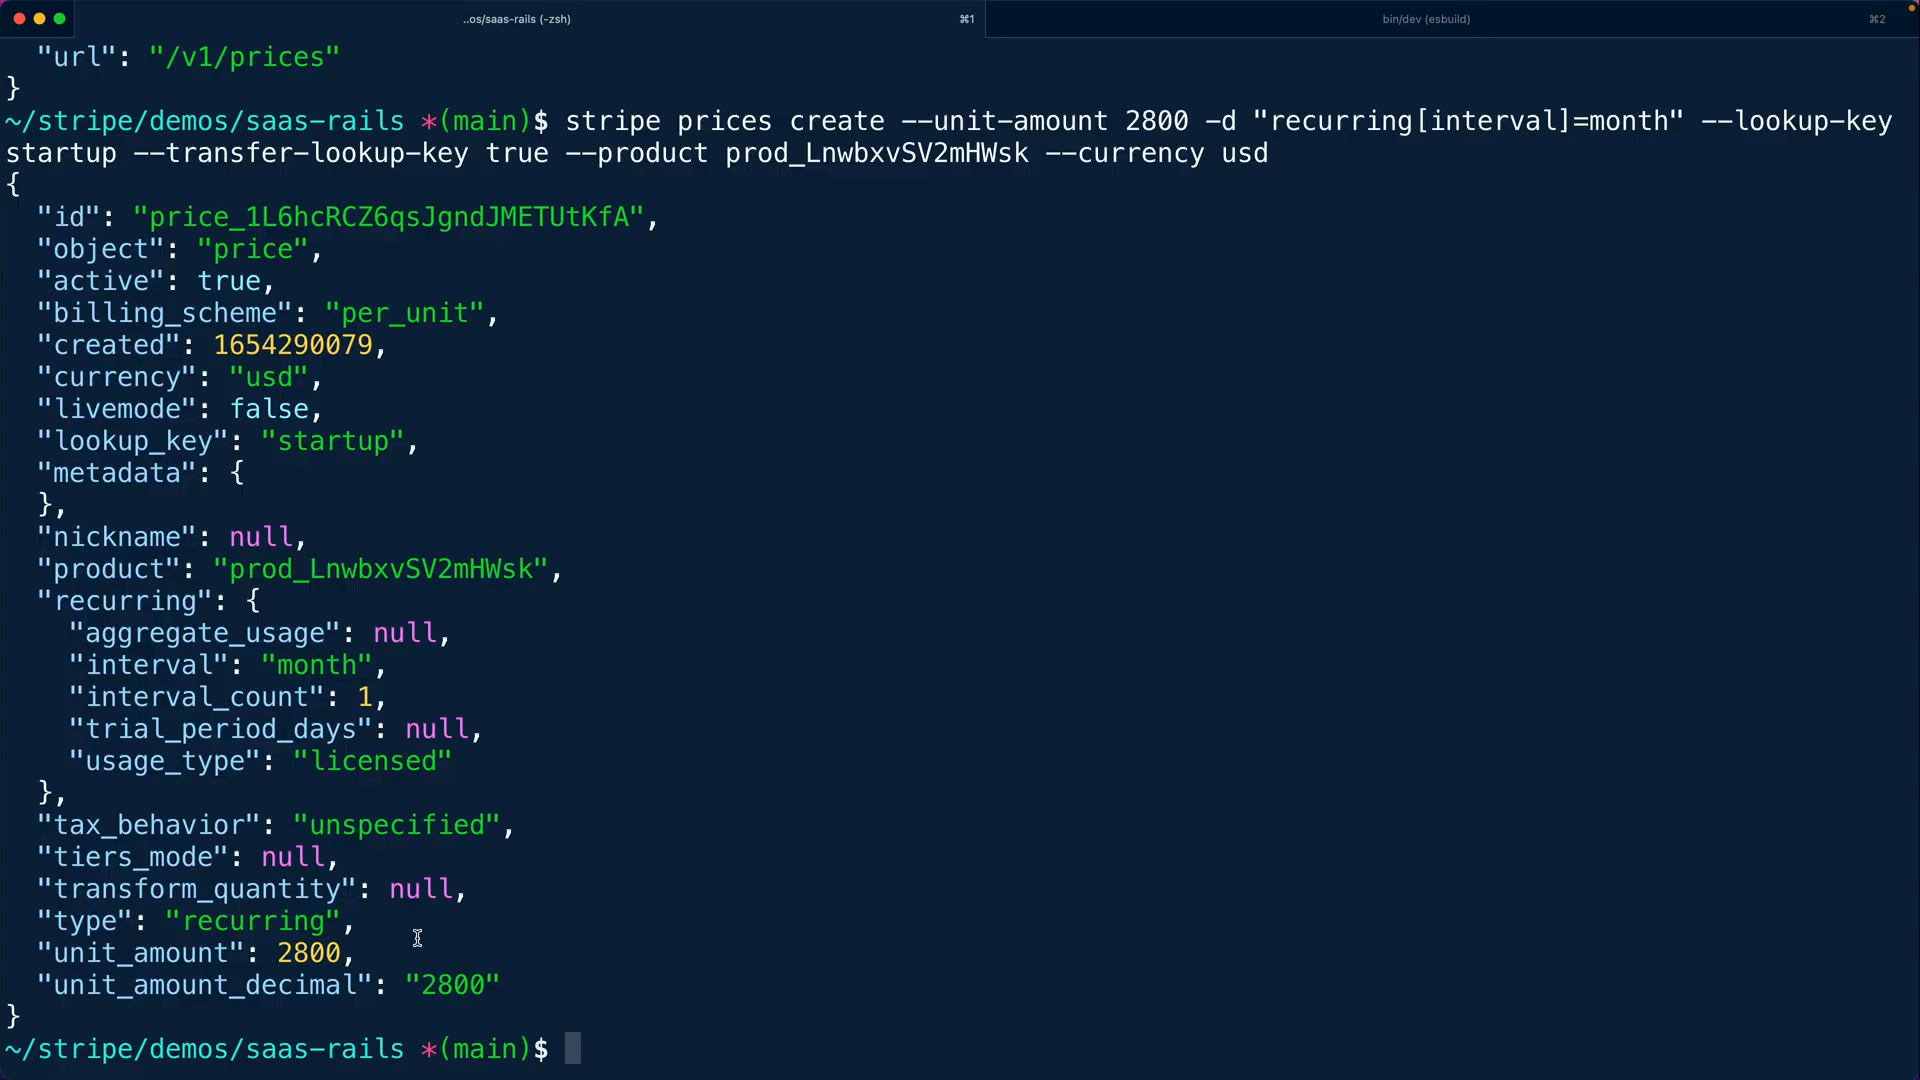 ..os/saas-rails (-zsh) ⌘1 bin/dev (esbuild) ⌘2
"url": "/v1/prices"
}
~/stripe/demos/saas-rails *(main)$ stripe prices create --unit-amount 2800 -d "recurring[interval]=month" --lookup-key
startup --transfer-lookup-key true --product prod_LnwbxvSV2mHWsk --currency usd
{
"id": "price_1L6hcRCZ6qsJgndJMETUtKfA",
"object": "price",
"active": true,
"billing_scheme": "per_unit",
"created": 1654290079,
"currency": "usd",
"livemode": false,
"lookup_key": "startup",
"metadata": {
},
"nickname": null,
"product": "prod_LnwbxvSV2mHWsk",
"recurring": {
"aggregate_usage": null,
"interval": "month",
"interval_count": 1,
"trial_period_days": null,
"usage_type": "licensed"
},
"tax_behavior": "unspecified",
"tiers_mode": null,
"transform_quantity": null,
"type": "recurring",
"unit_amount": 2800,
"unit_amount_decimal": "2800"
}
~/stripe/demos/saas-rails *(main)$